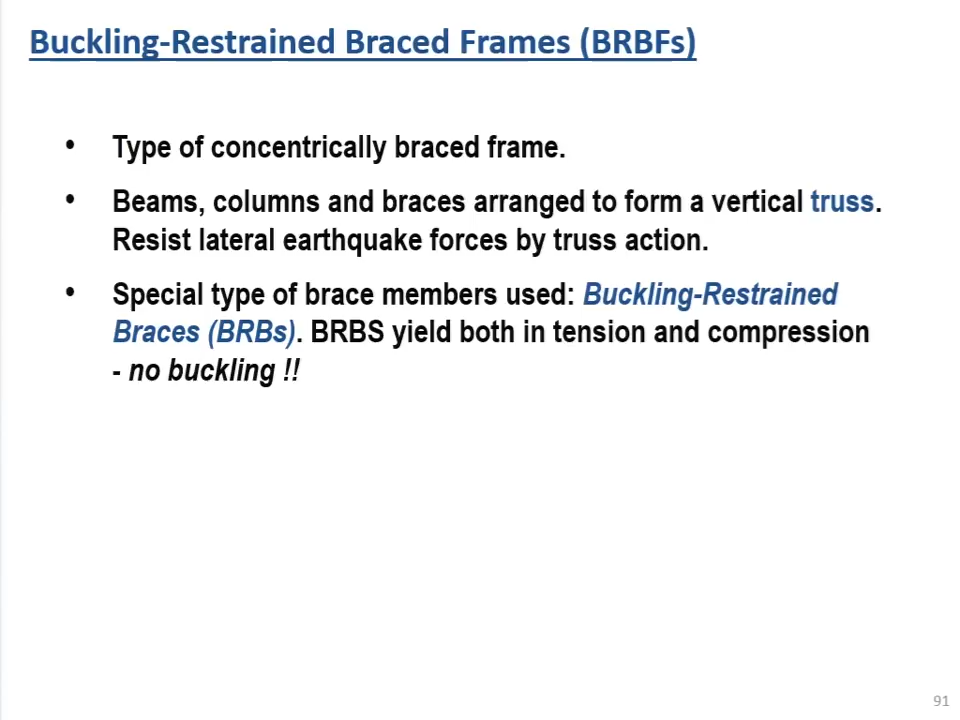 Buckling-Restrained Braced Frames (BRBFs)
• Type of concentrically braced frame.
• Beams, columns and braces arranged to form a vertical truss.
Resist lateral earthquake forces by truss action.
• Special type of brace members used: Buckling-Restrained
Braces (BRBs). BRBS yield both in tension and compression
- no buckling !!
91